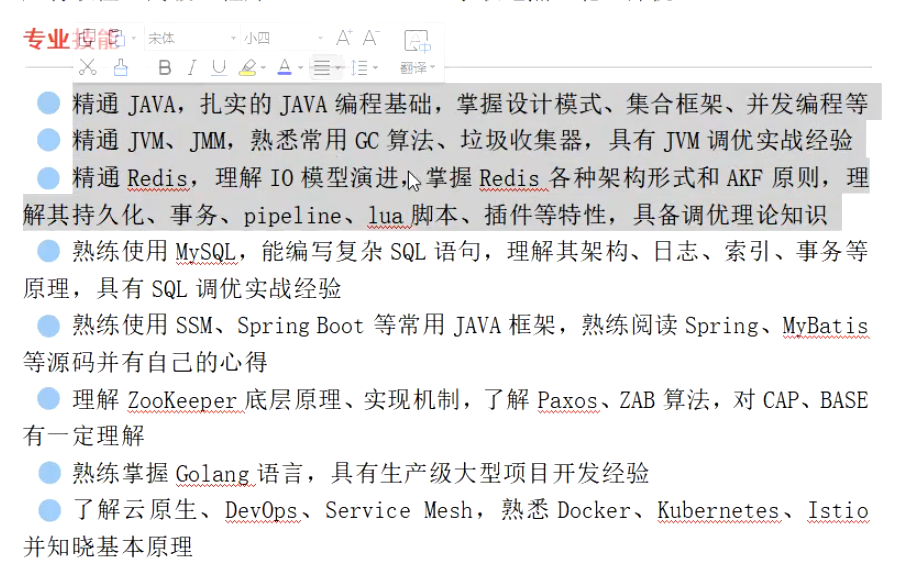 专业技能
宋体 小四 A+ A-
B I U A 翻译
精通 JAVA，扎实的 JAVA 编程基础，掌握设计模式、集合框架、并发编程等
精通 JVM、JMM，熟悉常用 GC 算法、垃圾收集器，具有 JVM 调优实战经验
精通 Redis，理解 IO 模型演进，掌握 Redis 各种架构形式和 AKF 原则，理
解其持久化、事务、pipeline、lua 脚本、插件等特性，具备调优理论知识
熟练使用 MySQL，能编写复杂 SQL 语句，理解其架构、日志、索引、事务等
原理，具有 SQL 调优实战经验
熟练使用 SSM、Spring Boot 等常用 JAVA 框架，熟练阅读 Spring、MyBatis
等源码并有自己的心得
理解 ZooKeeper 底层原理、实现机制，了解 Paxos、ZAB 算法，对 CAP、BASE
有一定理解
熟练掌握 Golang 语言，具有生产级大型项目开发经验
了解云原生、DevOps、Service Mesh，熟悉 Docker、Kubernetes、Istio
并知晓基本原理